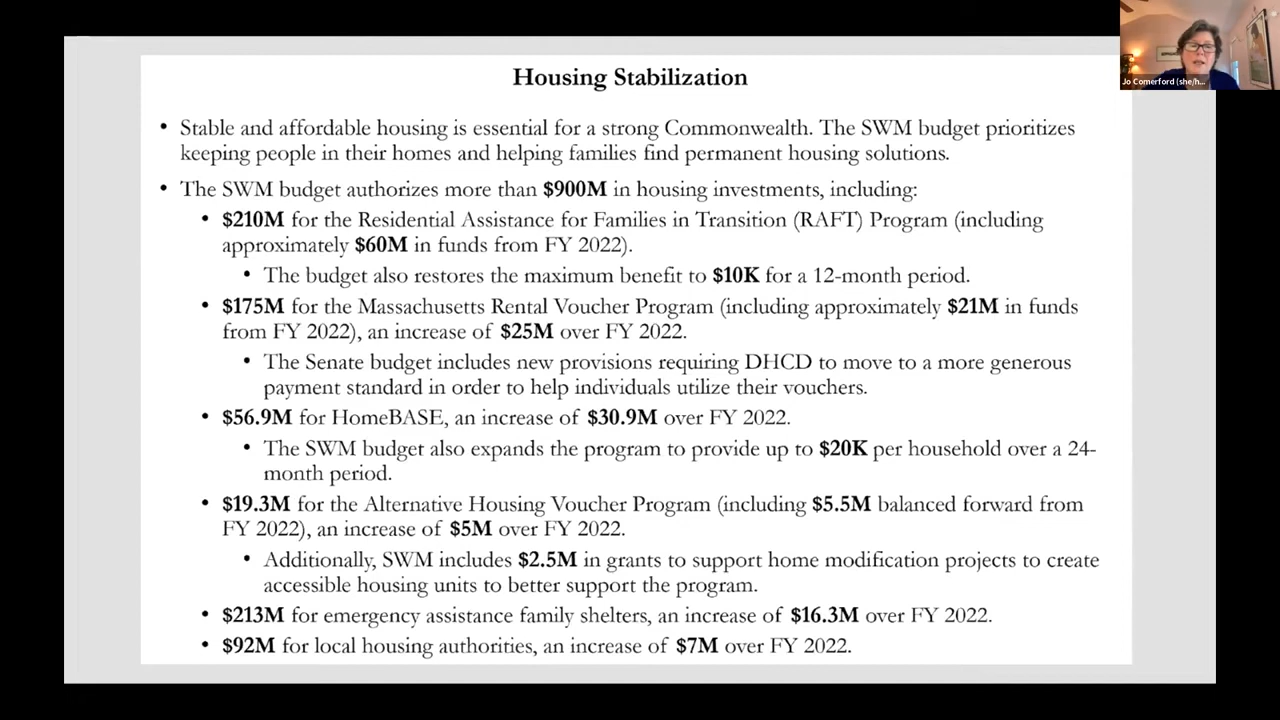 Housing Stabilization
Jo Comerford (she/h...
• Stable and affordable housing is essential for a strong Commonwealth. The SWM budget prioritizes
keeping people in their homes and helping families find permanent housing solutions.
• The SWM budget authorizes more than $900M in housing investments, including:
• $210M for the Residential Assistance for Families in Transition (RAFT) Program (including
approximately $60M in funds from FY 2022).
• The budget also restores the maximum benefit to $10K for a 12-month period.
• $175M for the Massachusetts Rental Voucher Program (including approximately $21M in funds
from FY 2022), an increase of $25M over FY 2022.
• The Senate budget includes new provisions requiring DHCD to move to a more generous
payment standard in order to help individuals utilize their vouchers.
• $56.9M for HomeBASE, an increase of $30.9M over FY 2022.
• The SWM budget also expands the program to provide up to $20K per household over a 24-
month period.
• $19.3M for the Alternative Housing Voucher Program (including $5.5M balanced forward from
FY 2022), an increase of $5M over FY 2022.
• Additionally, SWM includes $2.5M in grants to support home modification projects to create
accessible housing units to better support the program.
• $213M for emergency assistance family shelters, an increase of $16.3M over FY 2022.
• $92M for local housing authorities, an increase of $7M over FY 2022.